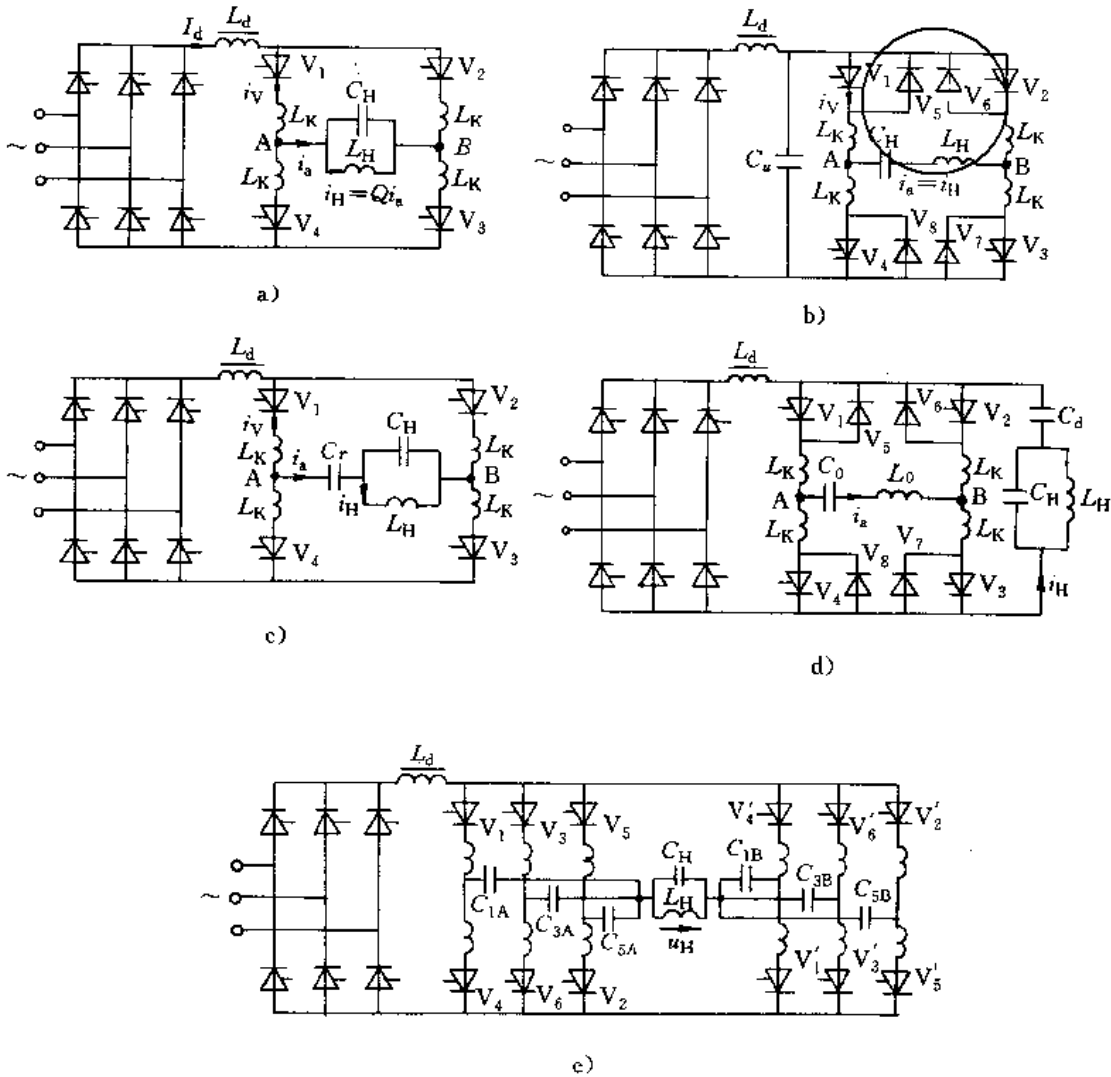 I_d L_d
V_1
V_2
i_V
C_H
L_K
L_K
A
L_H
B
L_K
i_a
L_K
i_H=Qi_a
V_4
V_3
~
a)
L_d
V_1
V_5
V_6
V_2
i_V
L_K
C_H
L_H
L_K
C_u
A
B
i_a=i_H
L_K
L_K
V_8
V_7
V_4
V_3
~
b)
L_d
V_1
V_2
i_V
C_H
L_K
i_a
C_r
L_K
A
B
L_K
i_H
L_H
L_K
V_4
V_3
~
c)
L_d
V_1
V_5
V_6
V_2
C_d
L_K
C_0
L_0
L_K
A
B
C_H
L_H
i_a
L_K
L_K
V_8
V_7
V_4
V_3
i_H
~
d)
L_d
V_1
V_3
V_5
V'_4
V'_6
V'_2
C_H
C_1B
C_1A
L_H
C_3B
C_3A
C_5B
C_5A
u_H
V_4
V_6
V_2
V'_1
V'_3
V'_5
~
e)